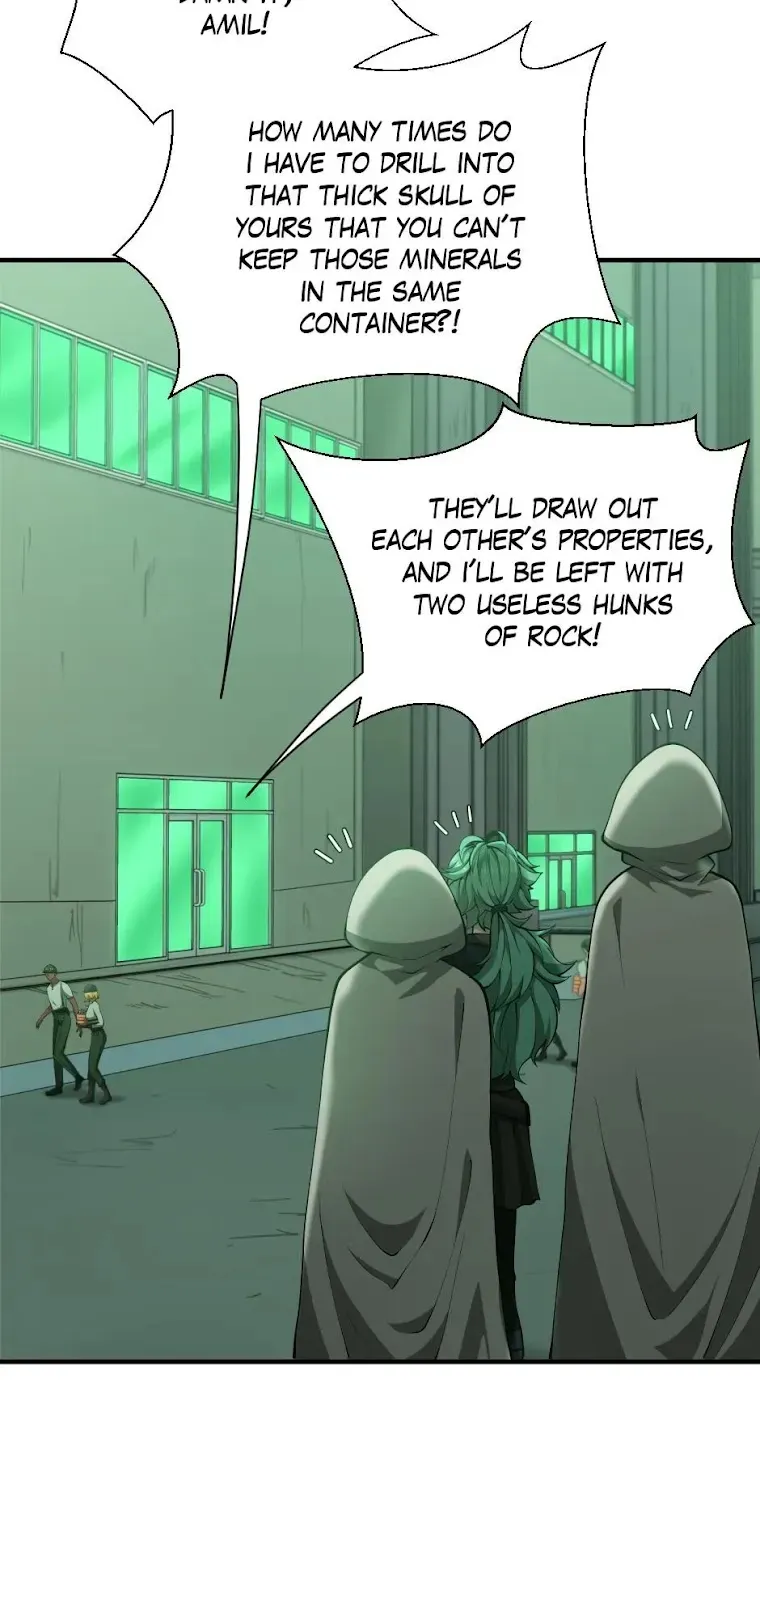 DAMN IT,
AMIL!
HOW MANY TIMES DO
I HAVE TO DRILL INTO
THAT THICK SKULL OF
YOURS THAT YOU CAN'T
KEEP THOSE MINERALS
IN THE SAME
CONTAINER?!
THEY'LL DRAW OUT
EACH OTHER'S PROPERTIES,
AND I'LL BE LEFT WITH
TWO USELESS HUNKS
OF ROCK!